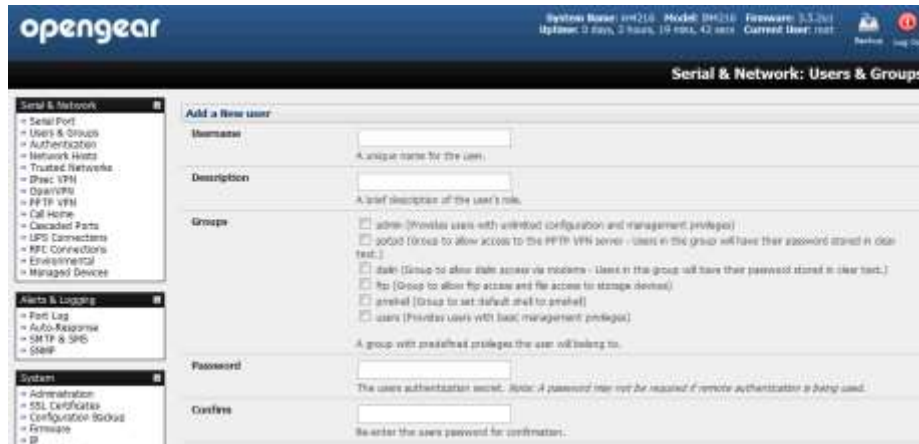 opengear
System Name: im4216 Model: IM4216 Firmware: 3.5.2u1
Uptime: 0 days, 2 hours, 19 mins, 42 secs Current User: root
Backup Log Out
Serial & Network: Users & Groups
Serial & Network
Serial Port
Users & Groups
Authentication
Network Hosts
Trusted Networks
IPsec VPN
OpenVPN
PPTP VPN
Call Home
Cascaded Ports
UPS Connections
RPC Connections
Environmental
Managed Devices
Alerts & Logging
Port Log
Auto-Response
SMTP & SMS
SNMP
System
Administration
SSL Certificates
Configuration Backup
Firmware
IP
Add a New user
Username
A unique name for the user.
Description
A brief description of the user's role.
Groups
admin (Provides users with unlimited configuration and management privileges)
pptpd (Group to allow access to the PPTP VPN server - Users in this group will have their password stored in clear
text.)
dialin (Group to allow dialin access via modems - Users in this group will have their password stored in clear text.)
ftp (Group to allow ftp access and file access to storage devices)
pmshell (Group to set default shell to pmshell)
users (Provides users with basic management privileges)
A group with predefined privileges the user will belong to.
Password
The users authentication secret. Note: A password may not be required if remote authentication is being used.
Confirm
Re-enter the users password for confirmation.